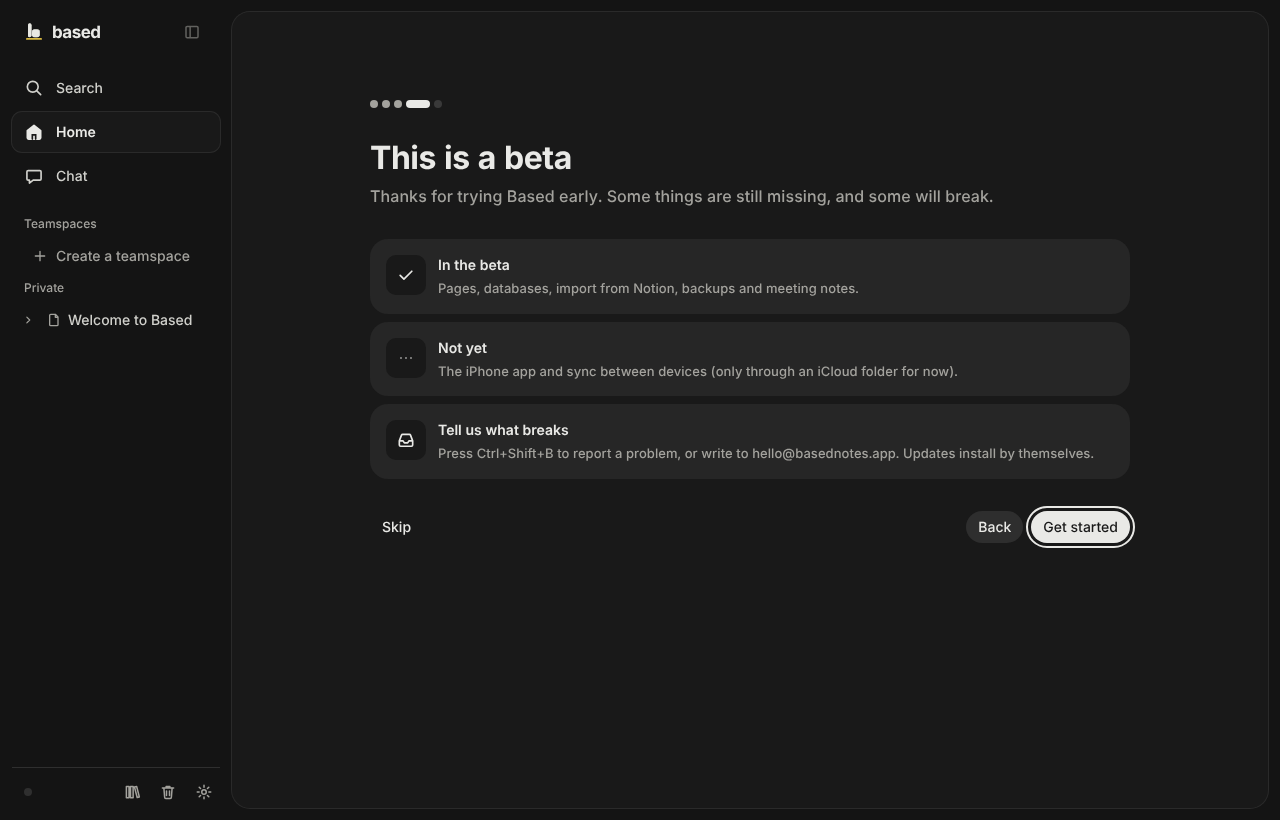 based
Search
Home
Chat
Teamspaces
Create a teamspace
Private
Welcome to Based
This is a beta
Thanks for trying Based early. Some things are still missing, and some will break.
In the beta
Pages, databases, import from Notion, backups and meeting notes.
Not yet
The iPhone app and sync between devices (only through an iCloud folder for now).
Tell us what breaks
Press Ctrl+Shift+B to report a problem, or write to hello@basednotes.app. Updates install by themselves.
Skip
Back
Get started